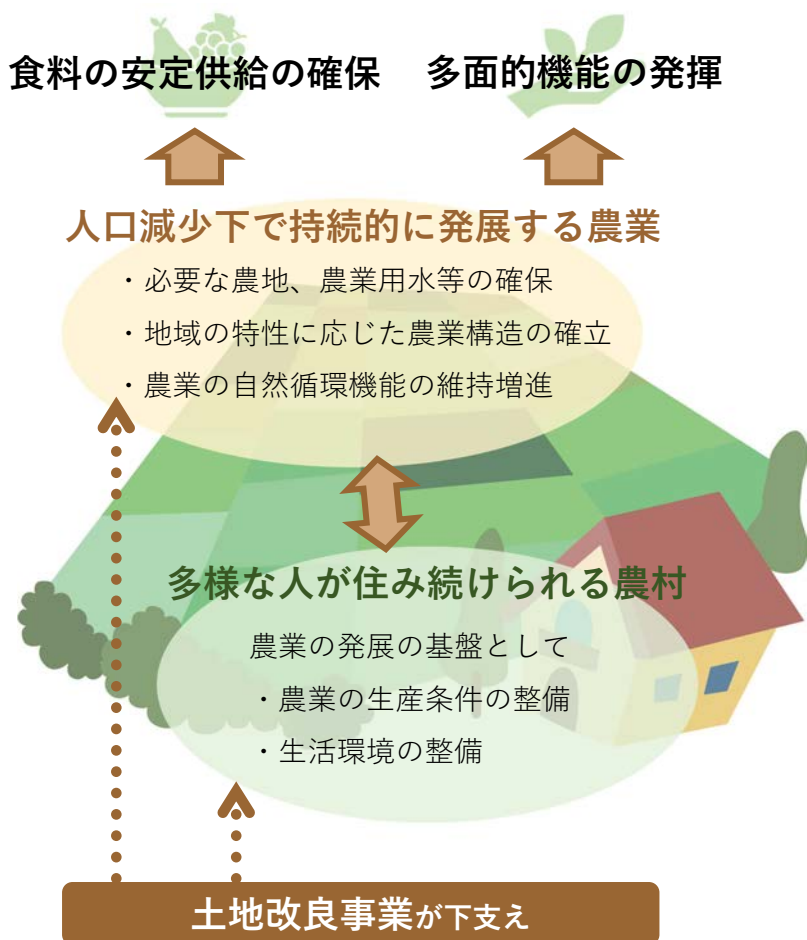 食料の安定供給の確保
多面的機能の発揮
人口減少下で持続的に発展する農業
・必要な農地、農業用水等の確保
・地域の特性に応じた農業構造の確立
・農業の自然循環機能の維持増進
多様な人が住み続けられる農村
農業の発展の基盤として
・農業の生産条件の整備
・生活環境の整備
土地改良事業が下支え